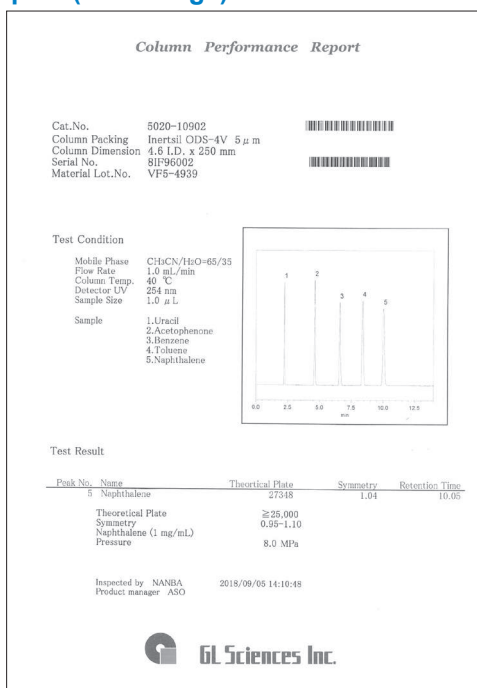 Column Performance Report
Cat.No. 5020-10902
Column Packing Inertsil ODS-4V 5μm
Column Dimension 4.6 I.D. x 250 mm
Serial No. 8IF96002
Material Lot.No. VF5-4939
Test Condition
Mobile Phase CH3CN/H2O=65/35
Flow Rate 1.0 mL/min
Column Temp. 40 ℃
Detector UV 254 nm
Sample Size 1.0 μL
Sample 1.Uracil
2.Acetophenone
3.Benzene
4.Toluene
5.Naphthalene
1 2 3 4 5
0.0 2.5 5.0 7.5 10.0 12.5
min
Test Result
Peak No. Name Theortical Plate Symmetry Retention Time
5 Naphthalene 27348 1.04 10.05
Theoretical Plate ≧25,000
Symmetry 0.95-1.10
Naphthalene (1 mg/mL)
Pressure 8.0 MPa
Inspected by NANBA 2018/09/05 14:10:48
Product manager ASO
GL Sciences Inc.